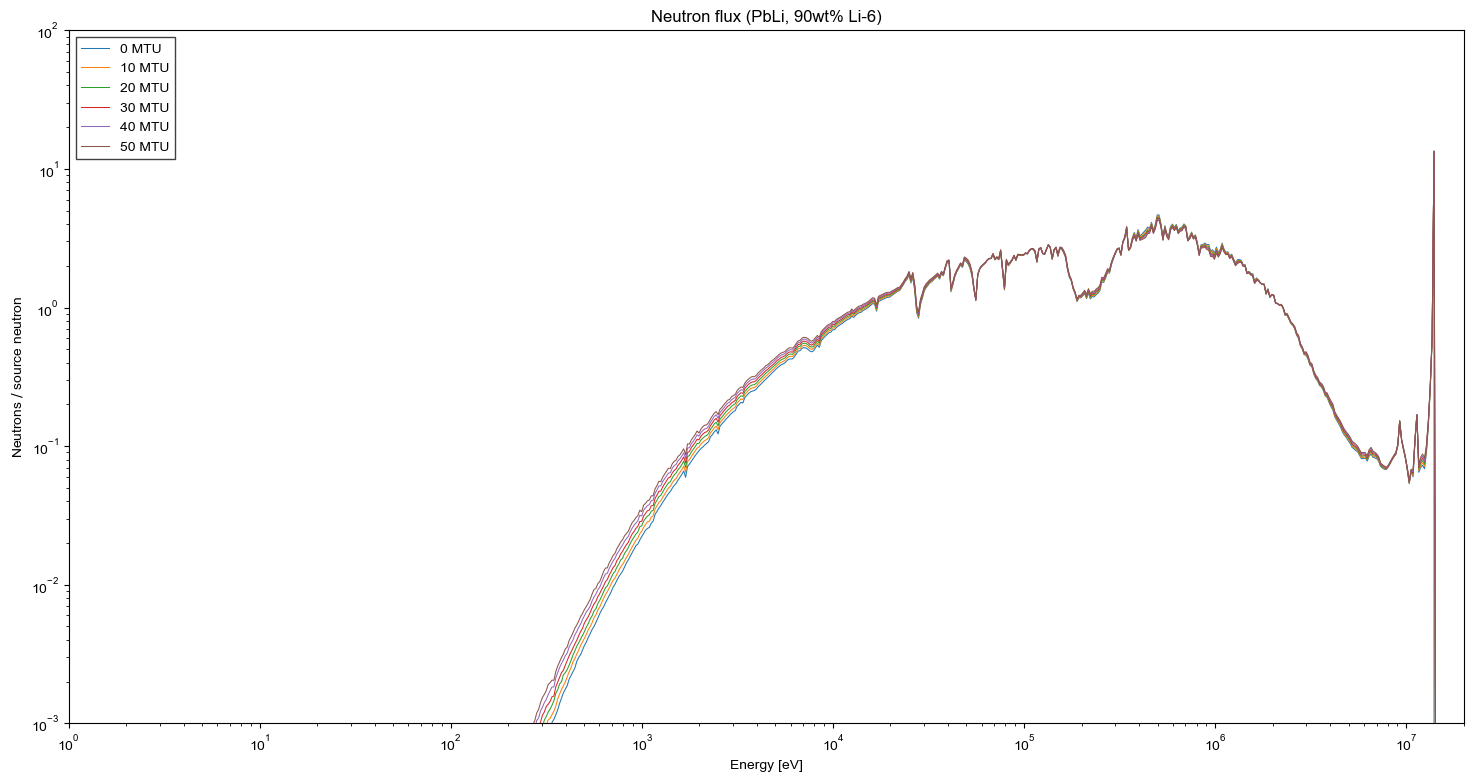 Neutron flux (PbLi, 90wt% Li-6)
10²
10¹
10⁰
10⁻¹
10⁻²
10⁻³
Neutrons / source neutron
0 MTU
10 MTU
20 MTU
30 MTU
40 MTU
50 MTU
10⁰ 10¹ 10² 10³ 10⁴ 10⁵ 10⁶ 10⁷
Energy [eV]